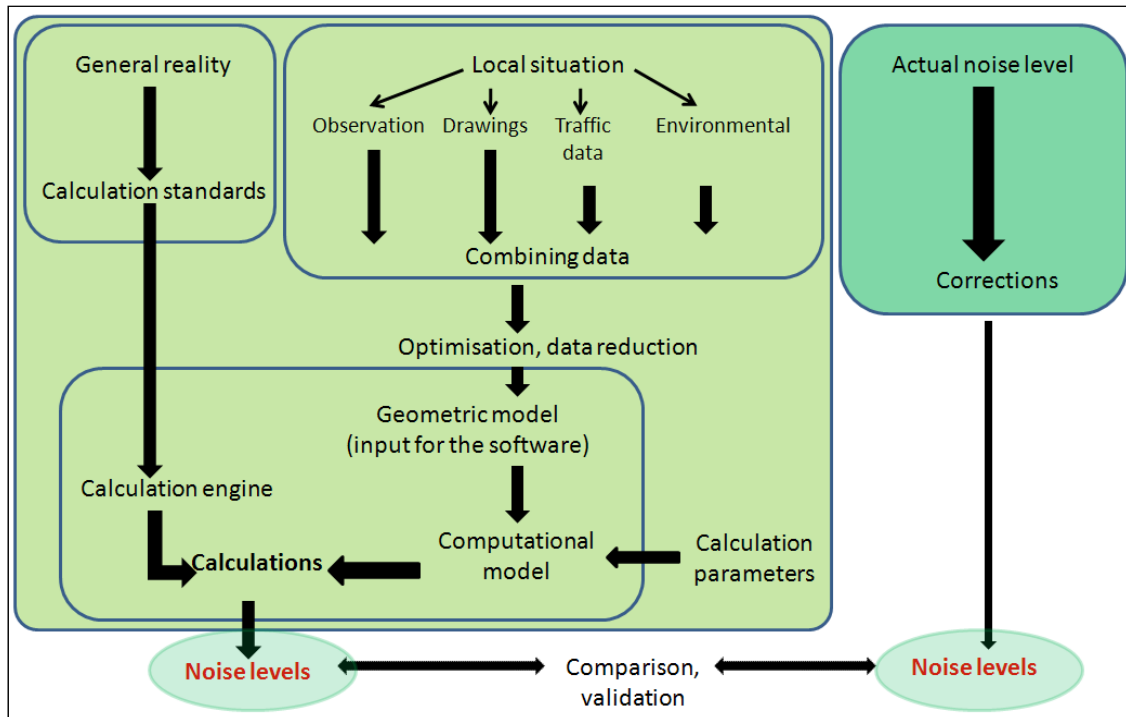 General reality
Local situation
Actual noise level
Observation
Drawings
Traffic
data
Environmental
Calculation standards
Combining data
Corrections
Optimisation, data reduction
Geometric model
(input for the software)
Calculation engine
Calculations
Computational
model
Calculation
parameters
Noise levels
Comparison,
validation
Noise levels